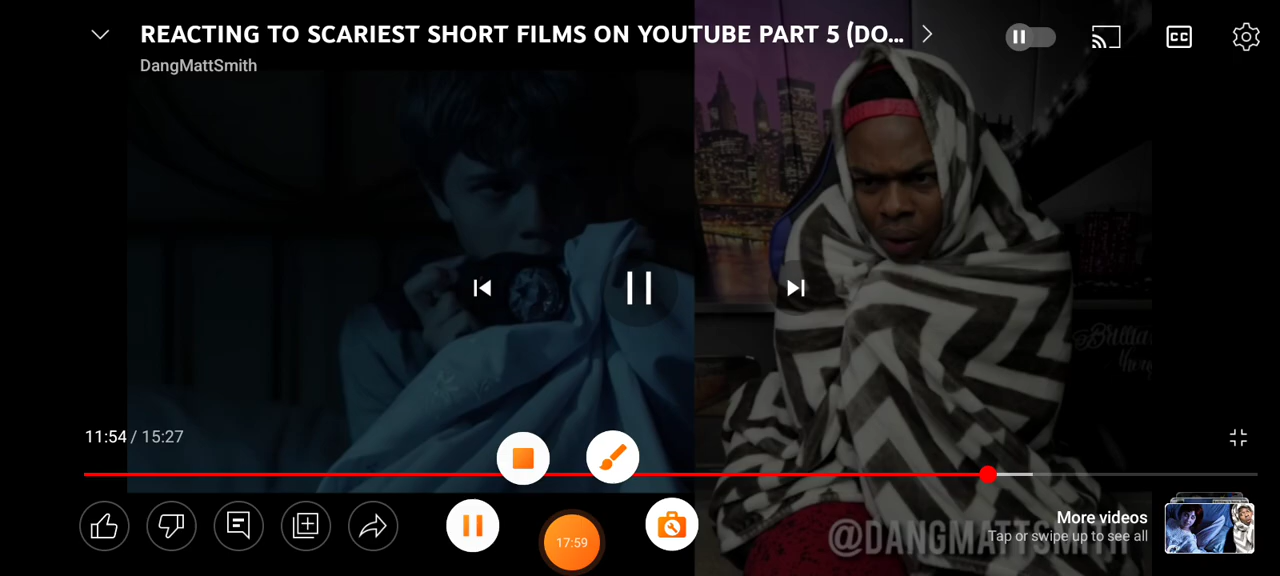 REACTING TO SCARIEST SHORT FILMS ON YOUTUBE PART 5 (DO...
DangMattSmith
CC
11:54 / 15:27
17:59
@DANGMATTSMITH
More videos
Tap or swipe up to see all